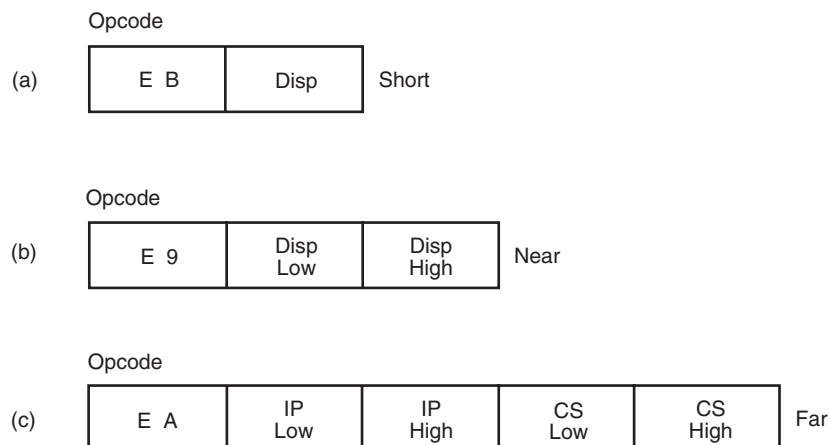 Opcode
(a) E B Disp Short
Opcode
(b) E 9 Disp Low Disp High Near
Opcode
(c) E A IP Low IP High CS Low CS High Far